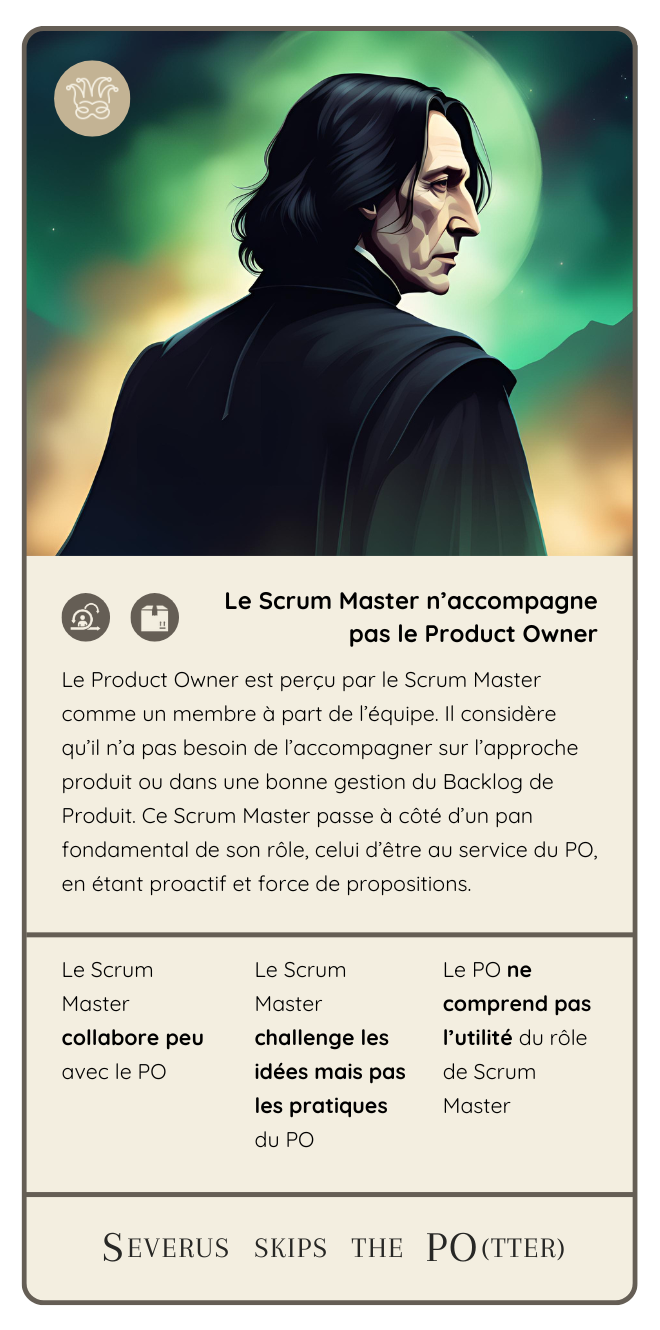 Le Scrum Master n’accompagne
pas le Product Owner
Le Product Owner est perçu par le Scrum Master
comme un membre à part de l’équipe. Il considère
qu’il n’a pas besoin de l’accompagner sur l’approche
produit ou dans une bonne gestion du Backlog de
Produit. Ce Scrum Master passe à côté d’un pan
fondamental de son rôle, celui d’être au service du PO,
en étant proactif et force de propositions.
Le Scrum
Master
collabore peu
avec le PO
Le Scrum
Master
challenge les
idées mais pas
les pratiques
du PO
Le PO ne
comprend pas
l’utilité du rôle
de Scrum
Master
Severus skips the PO(tter)